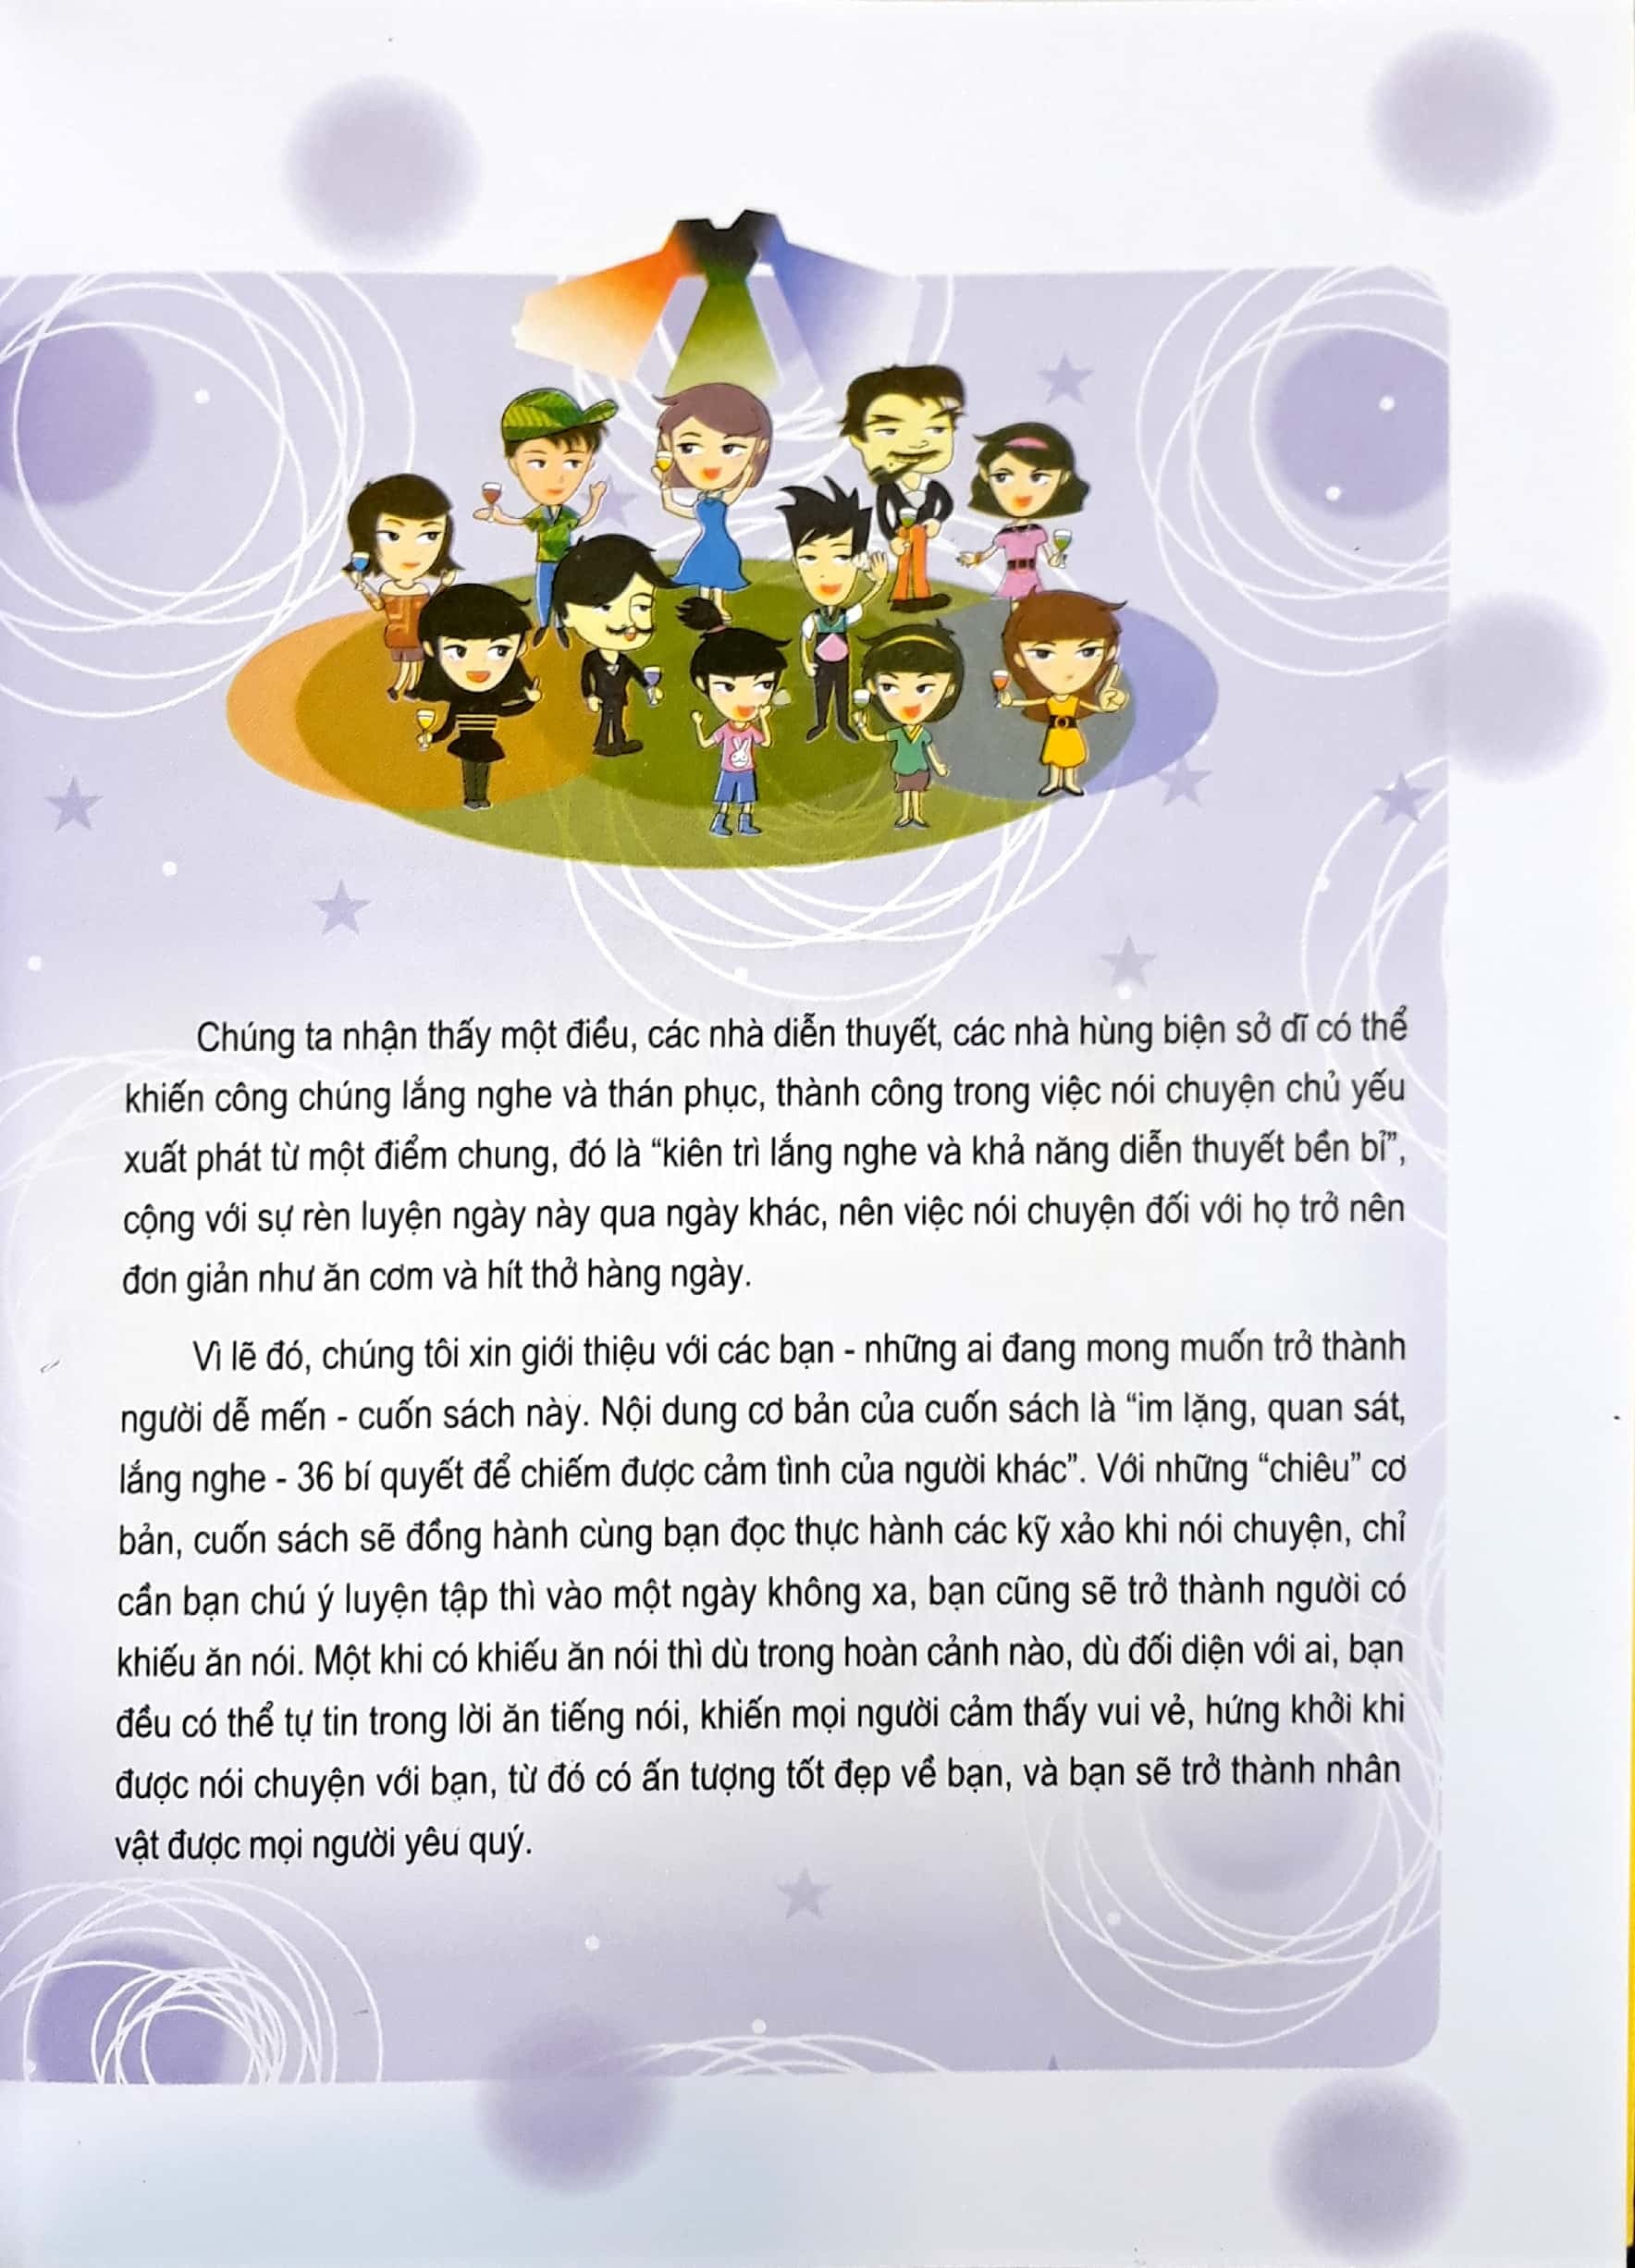 Chúng ta nhận thấy một điều, các nhà diễn thuyết, các nhà hùng biện sở dĩ có thể
khiến công chúng lắng nghe và thán phục, thành công trong việc nói chuyện chủ yếu
xuất phát từ một điểm chung, đó là “kiên trì lắng nghe và khả năng diễn thuyết bền bỉ”,
cộng với sự rèn luyện ngày này qua ngày khác, nên việc nói chuyện đối với họ trở nên
đơn giản như ăn cơm và hít thở hàng ngày.
Vì lẽ đó, chúng tôi xin giới thiệu với các bạn - những ai đang mong muốn trở thành
người dễ mến - cuốn sách này. Nội dung cơ bản của cuốn sách là “im lặng, quan sát,
lắng nghe - 36 bí quyết để chiếm được cảm tình của người khác”. Với những “chiêu” cơ
bản, cuốn sách sẽ đồng hành cùng bạn đọc thực hành các kỹ xảo khi nói chuyện, chỉ
cần bạn chú ý luyện tập thì vào một ngày không xa, bạn cũng sẽ trở thành người có
khiếu ăn nói. Một khi có khiếu ăn nói thì dù trong hoàn cảnh nào, dù đối diện với ai, bạn
đều có thể tự tin trong lời ăn tiếng nói, khiến mọi người cảm thấy vui vẻ, hứng khởi khi
được nói chuyện với bạn, từ đó có ấn tượng tốt đẹp về bạn, và bạn sẽ trở thành nhân
vật được mọi người yêu quý.